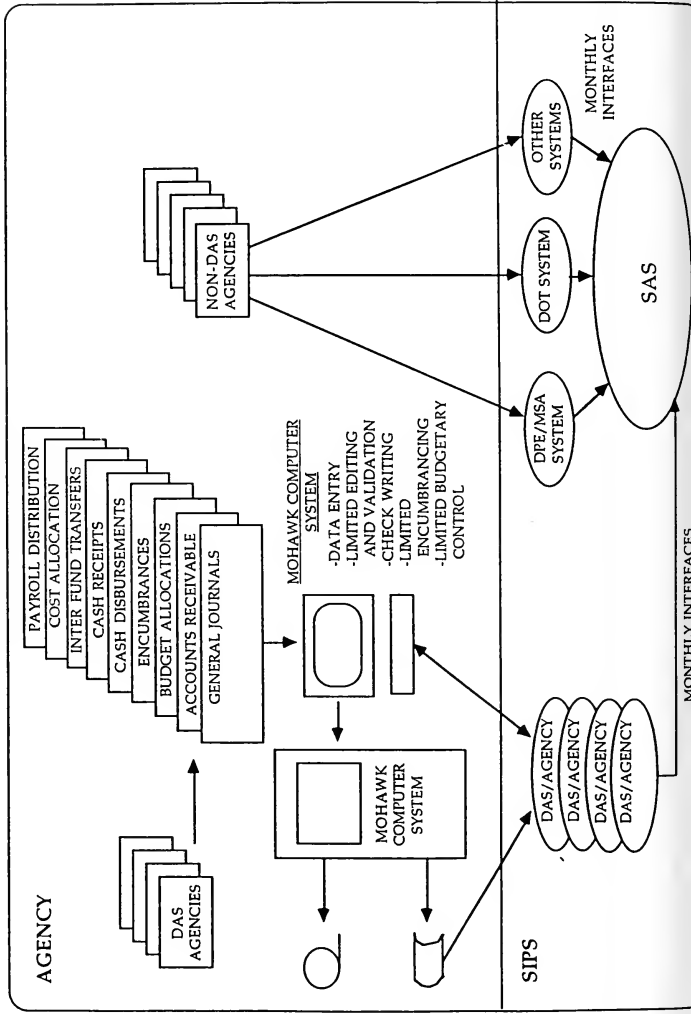 AGENCY
PAYROLL DISTRIBUTION
COST ALLOCATION
INTER FUND TRANSFERS
CASH RECEIPTS
CASH DISBURSEMENTS
ENCUMBRANCES
BUDGET ALLOCATIONS
ACCOUNTS RECEIVABLE
GENERAL JOURNALS
DAS
AGENCIES
NON-DAS
AGENCIES
MOHAWK COMPUTER
SYSTEM
-DATA ENTRY
-LIMITED EDITING
AND VALIDATION
-CHECK WRITING
-LIMITED
ENCUMBRANCING
-LIMITED BUDGETARY
CONTROL
MOHAWK
COMPUTER
SYSTEM
SIPS
DAS/AGENCY
DAS/AGENCY
DAS/AGENCY
DAS/AGENCY
DPE/MSA
SYSTEM
DOT SYSTEM
OTHER
SYSTEMS
MONTHLY
INTERFACES
SAS
MONTHLY INTERFACES